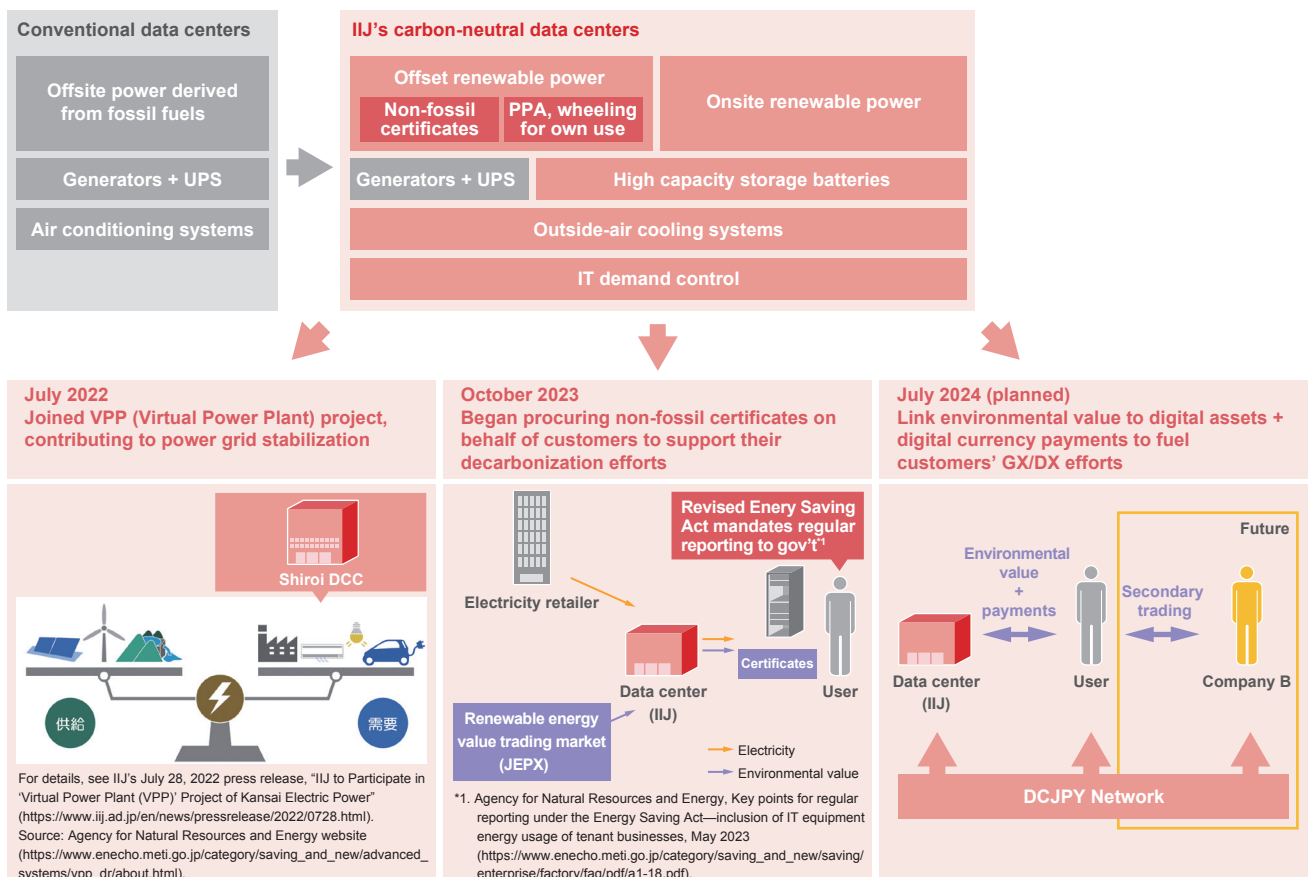 Conventional data centers
Offsite power derived
from fossil fuels
Generators + UPS
Air conditioning systems
IIJ's carbon-neutral data centers
Offset renewable power
Non-fossil
certificates
PPA, wheeling
for own use
Onsite renewable power
Generators + UPS
High capacity storage batteries
Outside-air cooling systems
IT demand control
July 2022
Joined VPP (Virtual Power Plant) project,
contributing to power grid stabilization
Shiroi DCC
供給
需要
For details, see IIJ's July 28, 2022 press release, "IIJ to Participate in
'Virtual Power Plant (VPP)' Project of Kansai Electric Power"
(https://www.iij.ad.jp/en/news/pressrelease/2022/0728.html).
Source: Agency for Natural Resources and Energy website
(https://www.enecho.meti.go.jp/category/saving_and_new/advanced_
systems/vpp_dr/about.html).
October 2023
Began procuring non-fossil certificates on
behalf of customers to support their
decarbonization efforts
Revised Enery Saving
Act mandates regular
reporting to gov't*1
Electricity retailer
Certificates
Data center
(IIJ)
User
Renewable energy
value trading market
(JEPX)
Electricity
Environmental value
*1. Agency for Natural Resources and Energy, Key points for regular
reporting under the Energy Saving Act—inclusion of IT equipment
energy usage of tenant businesses, May 2023
(https://www.enecho.meti.go.jp/category/saving_and_new/saving/
enterprise/factory/faq/pdf/a1-18.pdf).
July 2024 (planned)
Link environmental value to digital assets +
digital currency payments to fuel
customers' GX/DX efforts
Future
Environmental
value
+
payments
Secondary
trading
Data center
(IIJ)
User
Company B
DCJPY Network